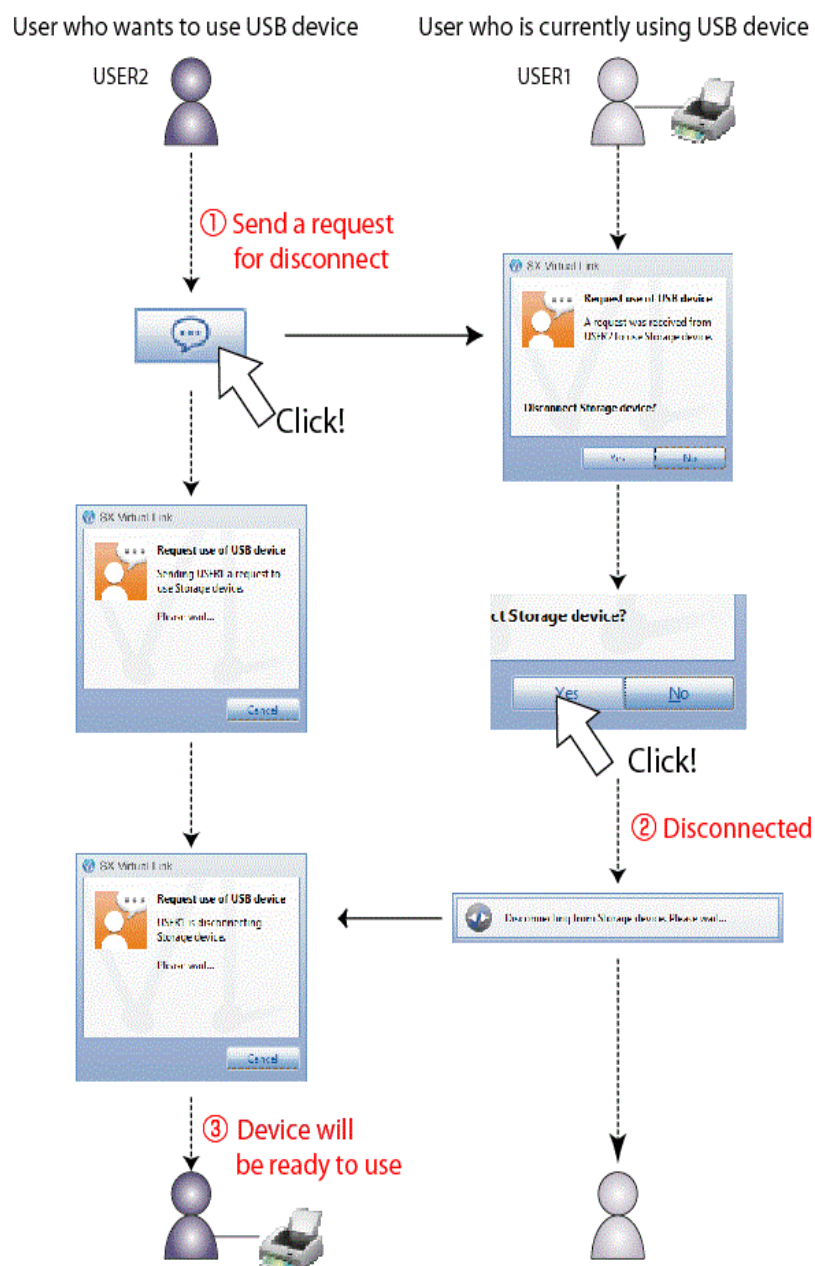 User who wants to use USB device
User who is currently using USB device
USER2
USER1
① Send a request
for disconnect
SX Virtual Link
Request use of USB device
A request was received from
USER2 to use Storage device.
Disconnect Storage device?
Yes
No
Click!
SX Virtual Link
Request use of USB device
Sending USER1 a request to
use Storage device.
Please wait...
Cancel
ct Storage device?
Yes
No
Click!
② Disconnected
SX Virtual Link
Request use of USB device
USER1 is disconnecting
Storage device.
Please wait...
Cancel
Disconnecting from Storage device. Please wait...
③ Device will
be ready to use